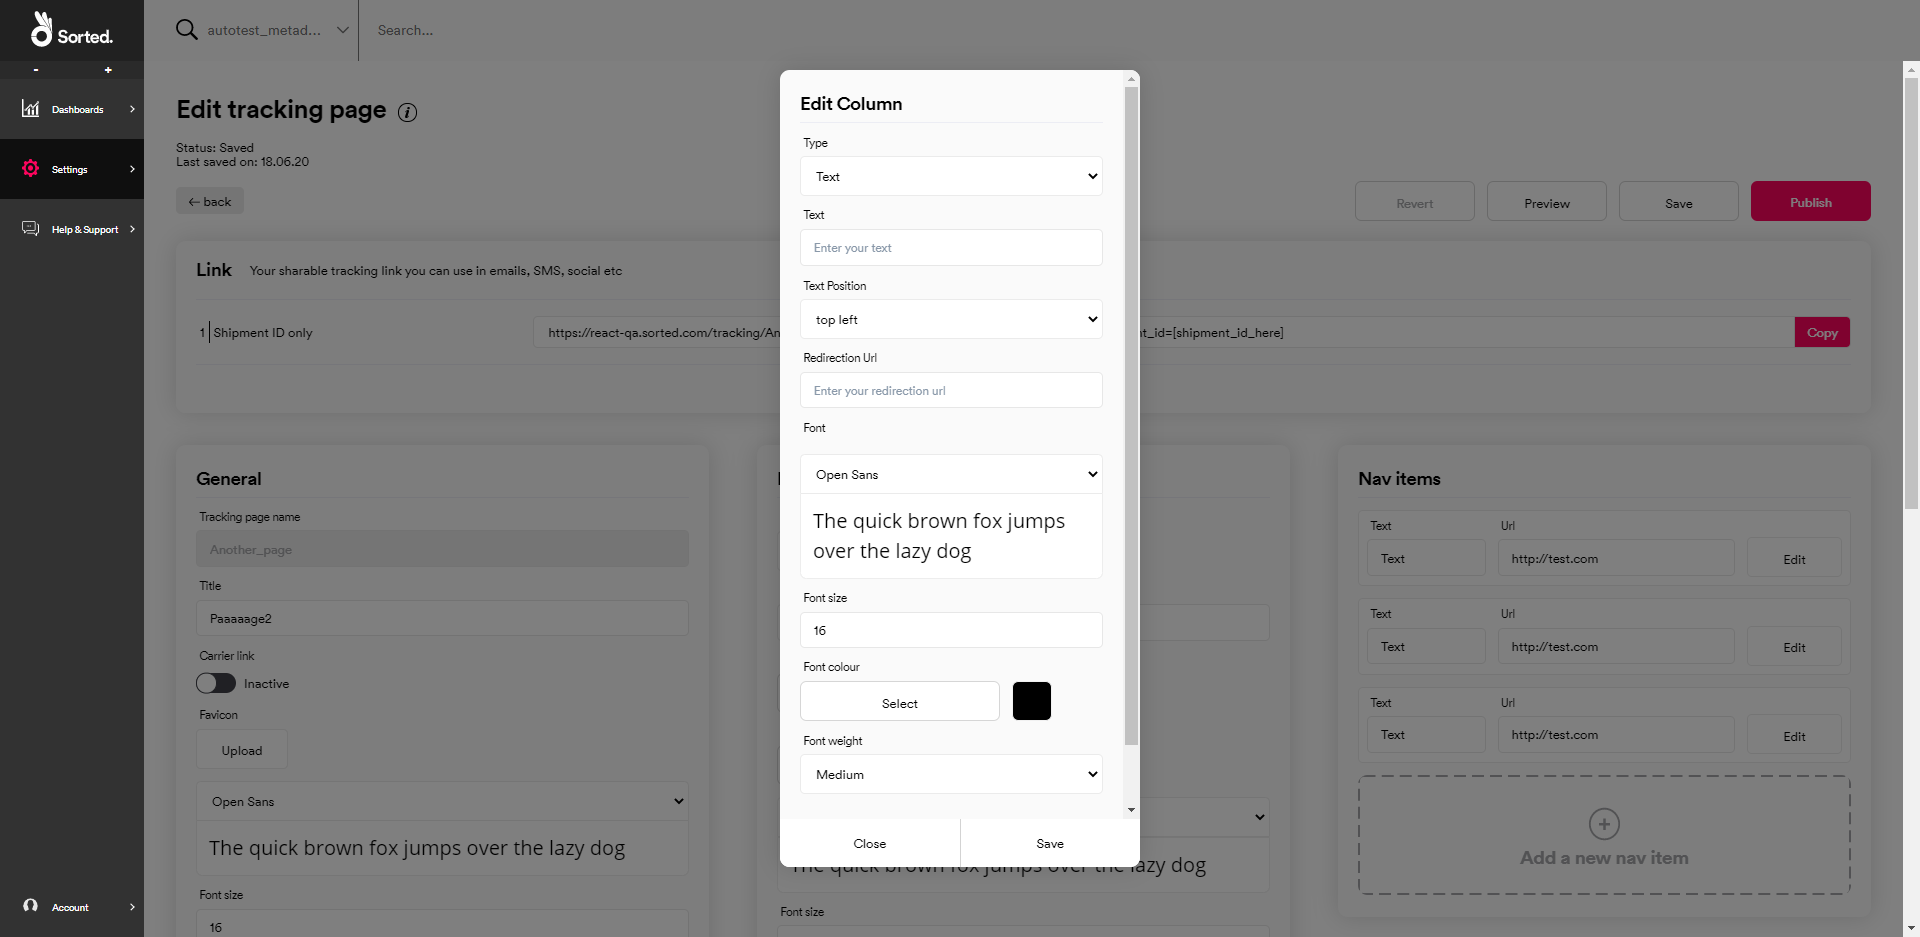 Sorted.
- +
Dashboards
Settings
Help & Support
Account
autotest_metad...
Search...
Edit tracking page i
Status: Saved
Last saved on: 18.06.20
← back
Revert
Preview
Save
Publish
Link Your sharable tracking link you can use in emails, SMS, social etc
1 Shipment ID only
https://react-qa.sorted.com/tracking/An
t_id=[shipment_id_here]
Copy
General
Tracking page name
Another_page
Title
Paaaaage2
Carrier link
Inactive
Favicon
Upload
Open Sans
The quick brown fox jumps over the lazy dog
Font size
16
Edit Column
Type
Text
Text
Enter your text
Text Position
top left
Redirection Url
Enter your redirection url
Font
Open Sans
The quick brown fox jumps
over the lazy dog
Font size
16
Font colour
Select
Font weight
Medium
Close
Save
The quick brown fox jumps over the lazy dog
Font size
Nav items
Text Url
Text http://test.com Edit
Text Url
Text http://test.com Edit
Text Url
Text http://test.com Edit
Add a new nav item